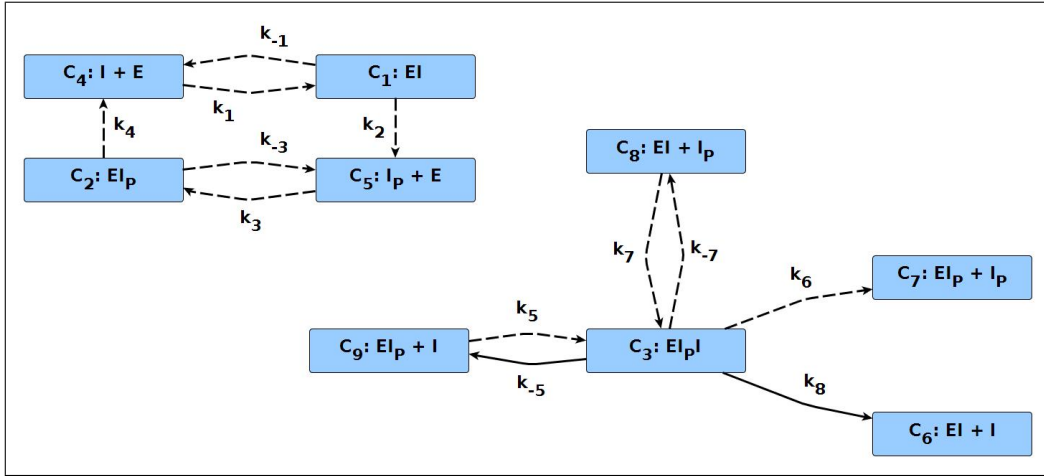 k₋₁
C₄: I + E
C₁: EI
k₁
k₄
k₂
k₋₃
C₂: EIₚ
C₅: Iₚ + E
k₃
C₈: EI + Iₚ
k₇
k₋₇
k₆
C₇: EIₚ + Iₚ
k₅
C₉: EIₚ + I
C₃: EIₚI
k₋₅
k₈
C₆: EI + I